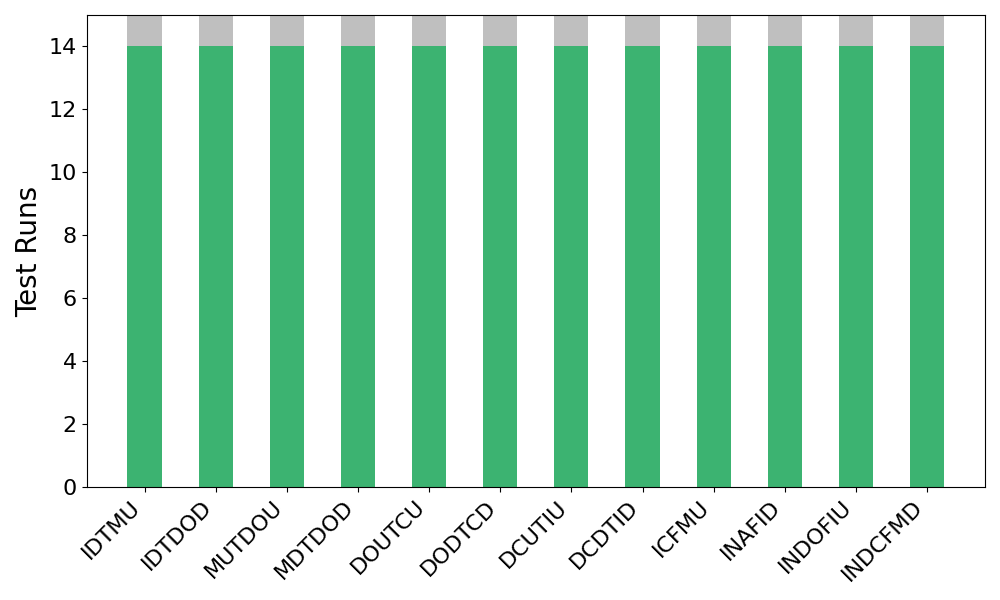 Test Runs
14
12
10
8
6
4
2
0
IDTMU
IDTDOD
MUTDOU
MDTDOD
DOUTCU
DODTCD
DCUTIU
DCDTID
ICFMU
INAFID
INDOFIU
INDCFMD